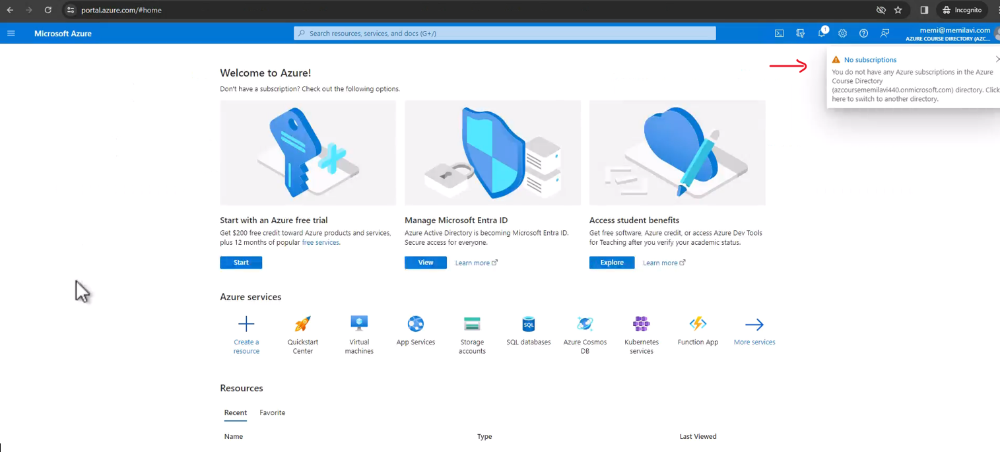 portal.azure.com/#home
Incognito
Microsoft Azure
Search resources, services, and docs (G+/)
1
memi@memilavi.com
AZURE COURSE DIRECTORY (AZC...
No subscriptions
You do not have any Azure subscriptions in the Azure
Course Directory
(azcoursememilavi440.onmicrosoft.com) directory. Click
here to switch to another directory.
Welcome to Azure!
Don't have a subscription? Check out the following options.
Start with an Azure free trial
Get $200 free credit toward Azure products and services,
plus 12 months of popular free services.
Start
Manage Microsoft Entra ID
Azure Active Directory is becoming Microsoft Entra ID.
Secure access for everyone.
View Learn more
Access student benefits
Get free software, Azure credit, or access Azure Dev Tools
for Teaching after you verify your academic status.
Explore Learn more
Azure services
Create a
resource
Quickstart
Center
Virtual
machines
App Services
Storage
accounts
SQL
SQL databases
Azure Cosmos
DB
Kubernetes
services
Function App
More services
Resources
Recent Favorite
Name Type Last Viewed